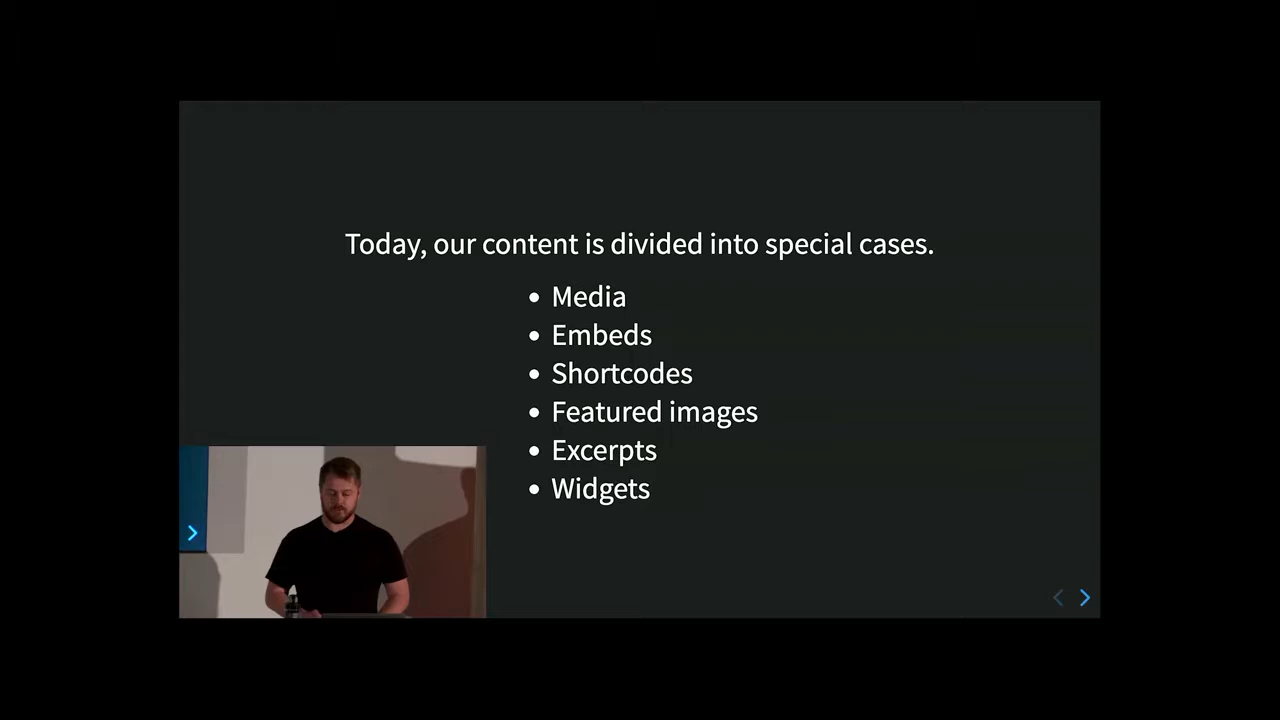 Today, our content is divided into special cases.
• Media
• Embeds
• Shortcodes
• Featured images
• Excerpts
• Widgets